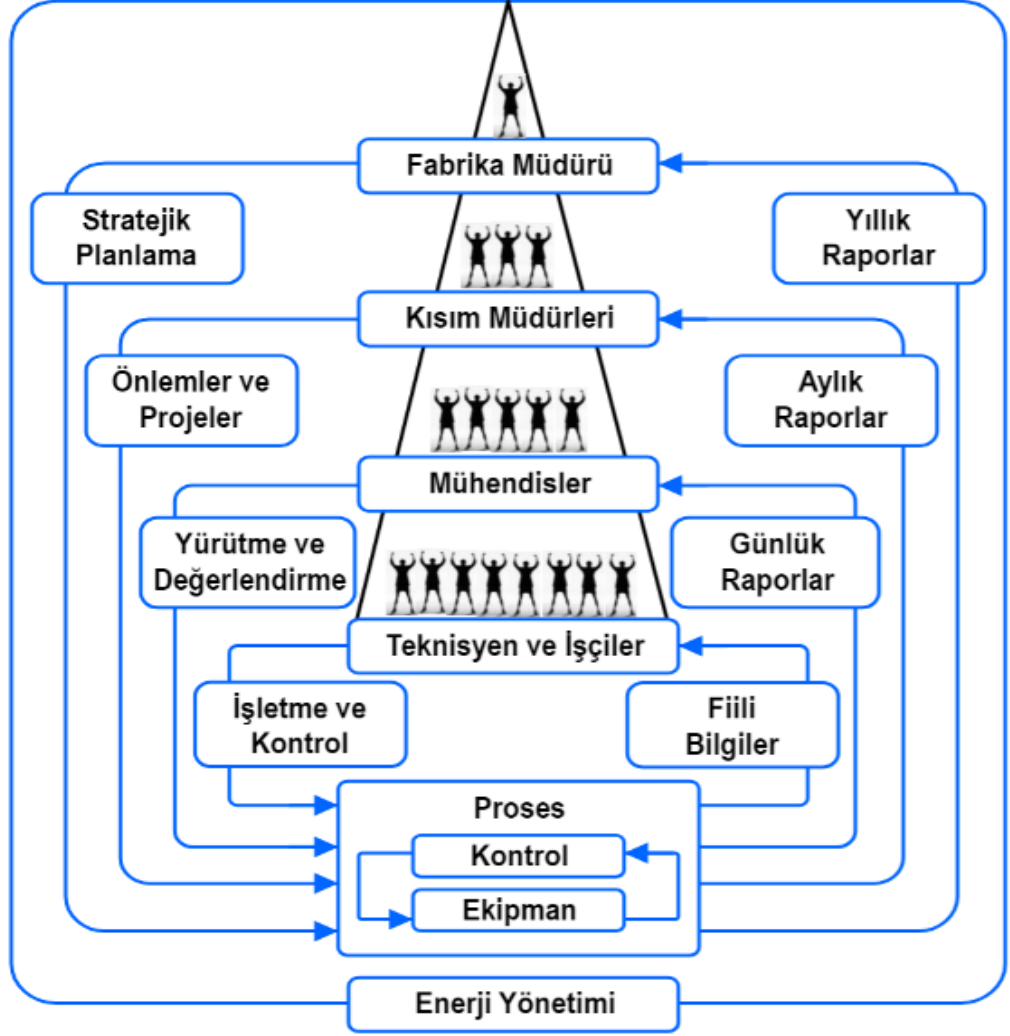 Fabrika Müdürü
Stratejik
Planlama
Yıllık
Raporlar
Kısım Müdürleri
Önlemler ve
Projeler
Aylık
Raporlar
Mühendisler
Yürütme ve
Değerlendirme
Günlük
Raporlar
Teknisyen ve İşçiler
İşletme ve
Kontrol
Fiili
Bilgiler
Proses
Kontrol
Ekipman
Enerji Yönetimi